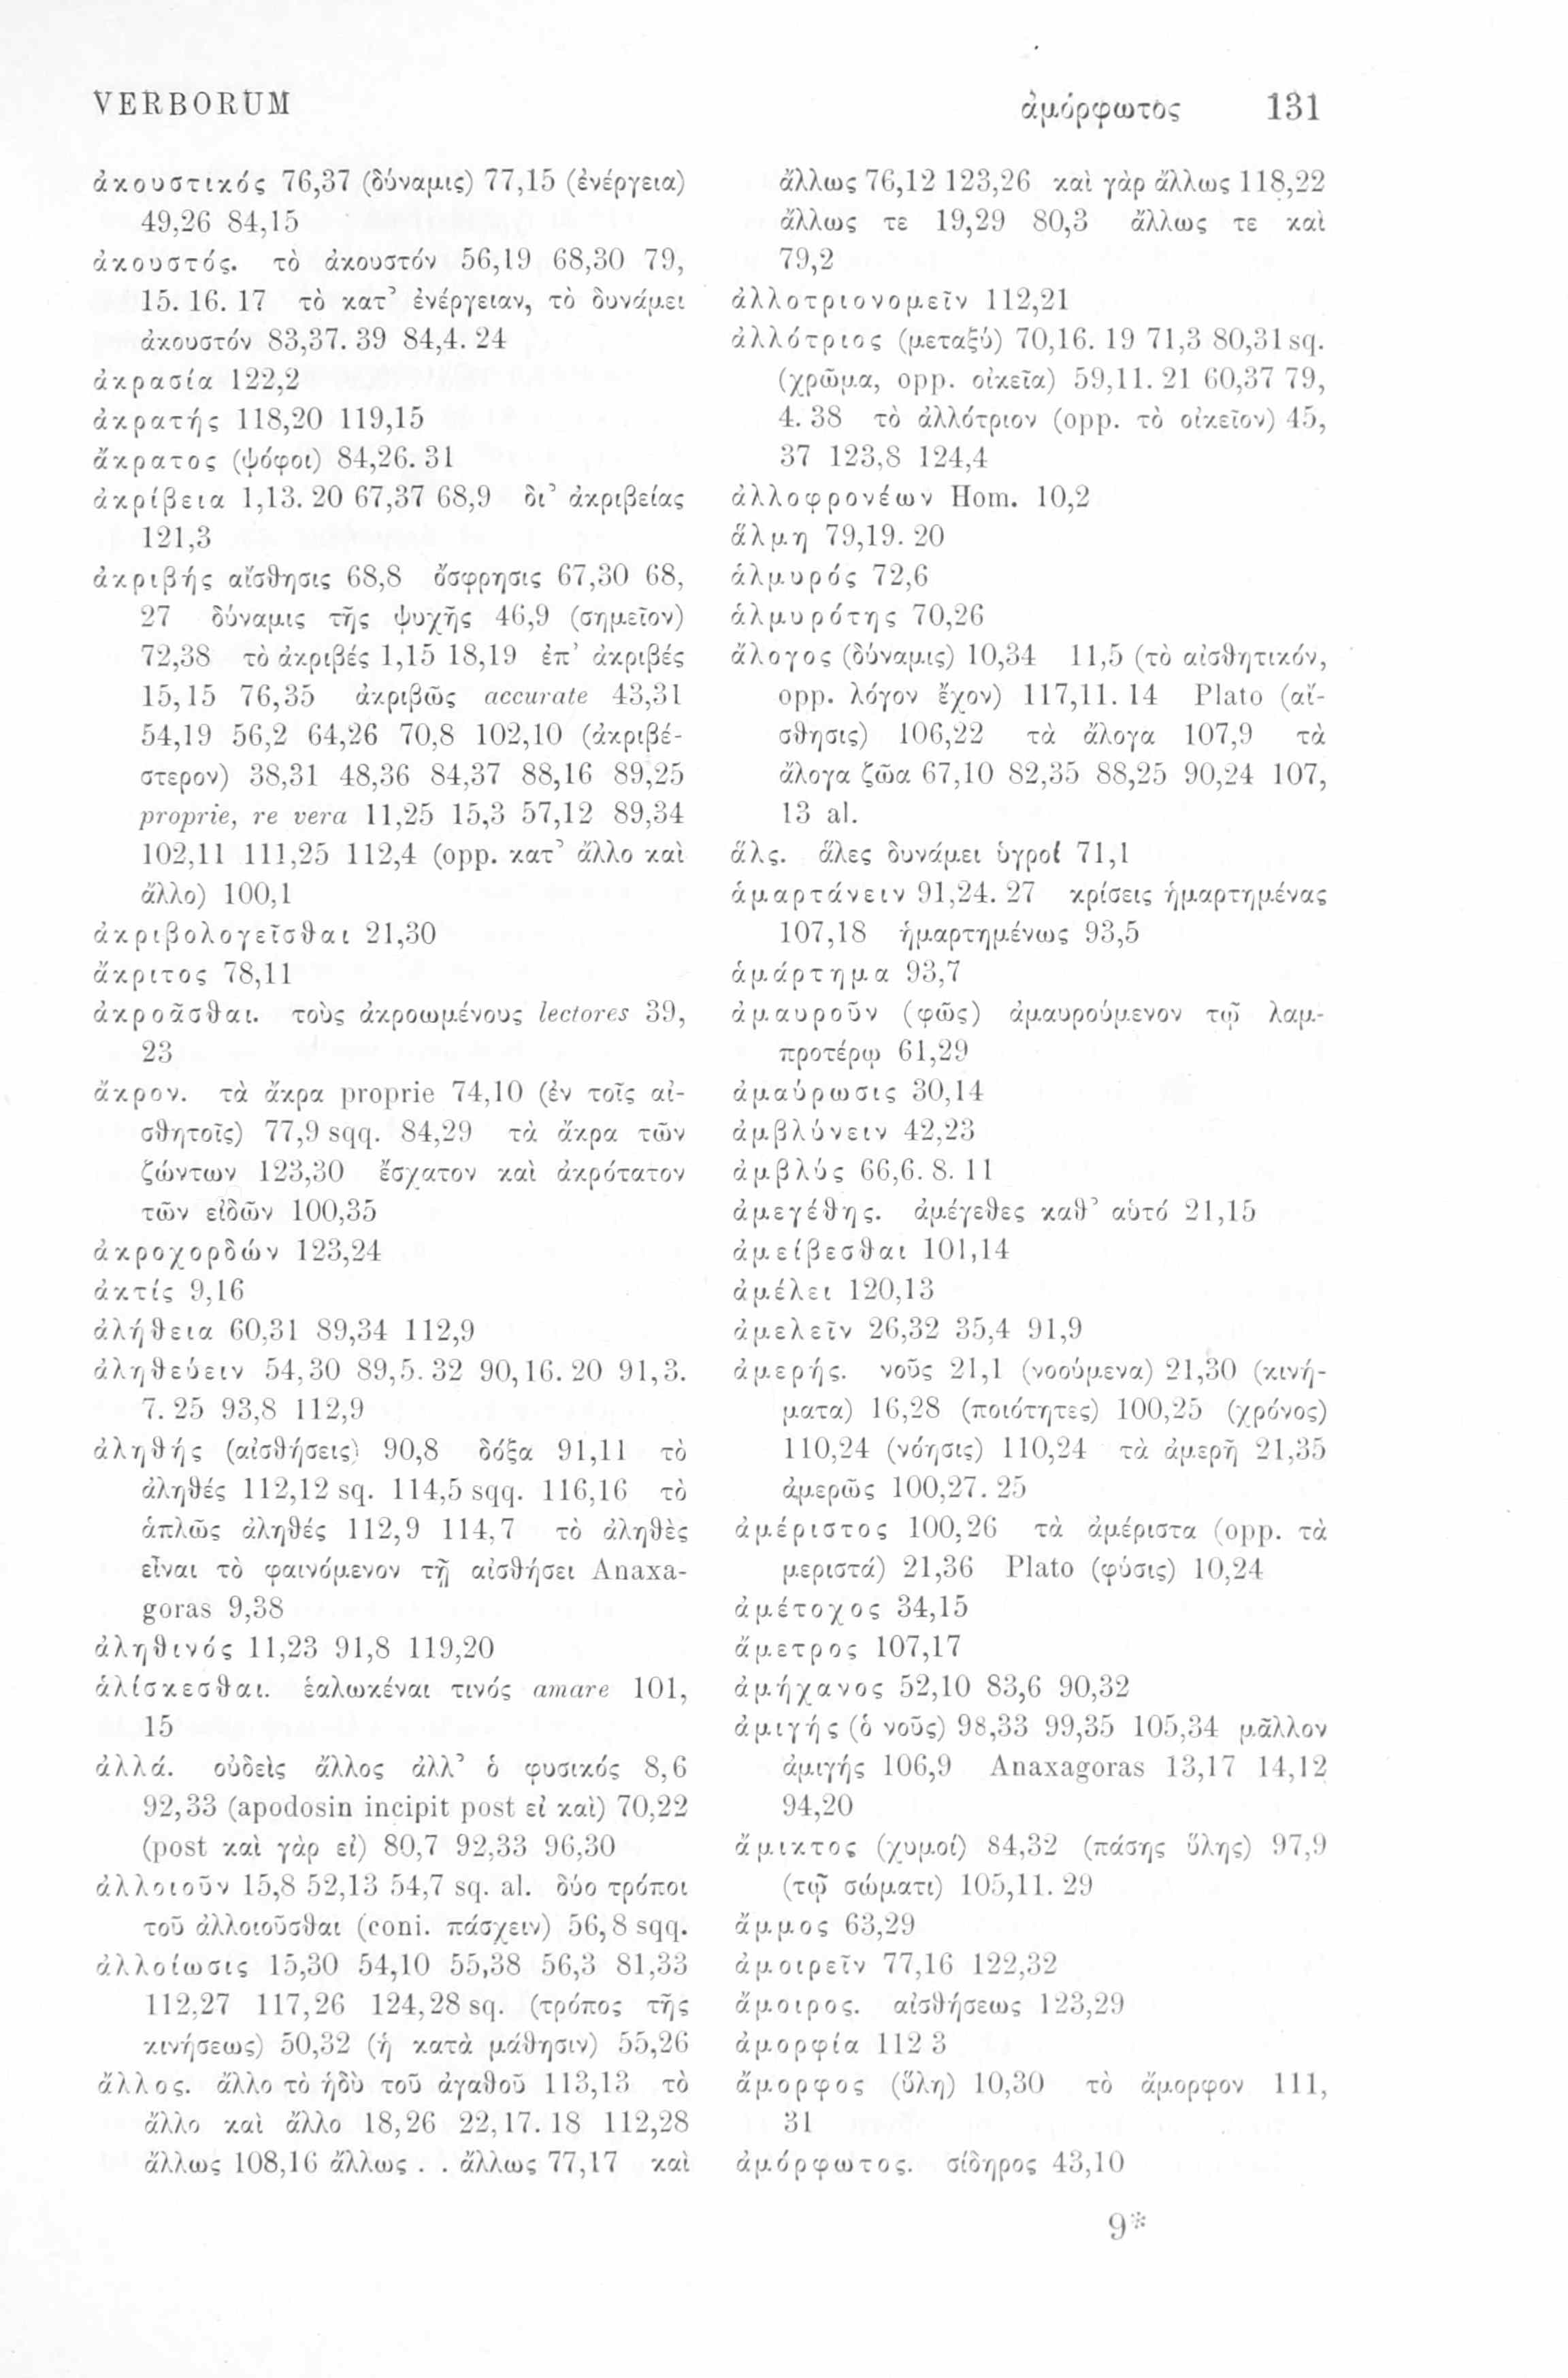 VERBORUM
ἀμόρφωτος 131
ἀκουστικός 76,37 (δύναμις) 77,15 (ἐνέργεια)
49,26 84,15
ἀκουστός. τὸ ἀκουστόν 56,19 68,30 79,
15. 16. 17 τὸ κατ’ ἐνέργειαν, τὸ δυνάμει
ἀκουστόν 83,37. 39 84,4. 24
ἀκρασία 122,2
ἀκρατής 118,20 119,15
ἄκρατος (ψόφοι) 84,26. 31
ἀκρίβεια 1,13. 20 67,37 68,9 δι’ ἀκριβείας
121,3
ἀκριβής αἴσθησις 68,8 ὄσφρησις 67,30 68,
27 δύναμις τῆς ψυχῆς 46,9 (σημεῖον)
72,38 τὸ ἀκριβές 1,15 18,19 ἐπ’ ἀκριβές
15,15 76,35 ἀκριβῶς accurate 43,31
54,19 56,2 64,26 70,8 102,10 (ἀκριβέ-
στερον) 38,31 48,36 84,37 88,16 89,25
proprie, re vera 11,25 15,3 57,12 89,34
102,11 111,25 112,4 (opp. κατ’ ἄλλο καὶ
ἄλλο) 100,1
ἀκριβολογεῖσθαι 21,30
ἄκριτος 78,11
ἀκροᾶσθαι. τοὺς ἀκροωμένους lectores 39,
23
ἄκρον. τὰ ἄκρα proprie 74,10 (ἐν τοῖς αἰ-
σθητοῖς) 77,9 sqq. 84,29 τὰ ἄκρα τῶν
ζώντων 123,30 ἔσχατον καὶ ἀκρότατον
τῶν εἰδῶν 100,35
ἀκροχορδών 123,24
ἀκτίς 9,16
ἀλήθεια 60,31 89,34 112,9
ἀληθεύειν 54,30 89,5. 32 90,16. 20 91,3.
7. 25 93,8 112,9
ἀληθής (αἰσθήσεις) 90,8 δόξα 91,11 τὸ
ἀληθές 112,12 sq. 114,5 sqq. 116,16 τὸ
ἁπλῶς ἀληθές 112,9 114,7 τὸ ἀληθὲς
εἶναι τὸ φαινόμενον τῇ αἰσθήσει Anaxa-
goras 9,38
ἀληθινός 11,23 91,8 119,20
ἁλίσκεσθαι. ἑαλωκέναι τινός amare 101,
15
ἀλλά. οὐδεὶς ἄλλος ἀλλ’ ὁ φυσικός 8,6
92,33 (apodosin incipit post εἰ καὶ) 70,22
(post καὶ γὰρ εἰ) 80,7 92,33 96,30
ἀλλοιοῦν 15,8 52,13 54,7 sq. al. δύο τρόποι
τοῦ ἀλλοιοῦσθαι (coni. πάσχειν) 56,8 sqq.
ἀλλοίωσις 15,30 54,10 55,38 56,3 81,33
112,27 117,26 124,28 sq. (τρόπος τῆς
κινήσεως) 50,32 (ἡ κατὰ μάθησιν) 55,26
ἄλλος. ἄλλο τὸ ἡδὺ τοῦ ἀγαθοῦ 113,13 τὸ
ἄλλο καὶ ἄλλο 18,26 22,17. 18 112,28
ἄλλως 108,16 ἄλλως . . ἄλλως 77,17 καὶ
ἄλλως 76,12 123,26 καὶ γὰρ ἄλλως 118,22
ἄλλως τε 19,29 80,3 ἄλλως τε καὶ
79,2
ἀλλοτριονομεῖν 112,21
ἀλλότριος (μεταξύ) 70,16. 19 71,3 80,31 sq.
(χρῶμα, opp. οἰκεῖα) 59,11. 21 60,37 79,
4. 38 τὸ ἀλλότριον (opp. τὸ οἰκεῖον) 45,
37 123,8 124,4
ἀλλοφρονέων Hom. 10,2
ἅλμη 79,19. 20
ἁλμυρός 72,6
ἁλμυρότης 70,26
ἄλογος (δύναμις) 10,34 11,5 (τὸ αἰσθητικόν,
opp. λόγον ἔχον) 117,11. 14 Plato (αἴ-
σθησις) 106,22 τὰ ἄλογα 107,9 τὰ
ἄλογα ζῶα 67,10 82,35 88,25 90,24 107,
13 al.
ἅλς. ἅλες δυνάμει ὑγροί 71,1
ἁμαρτάνειν 91,24. 27 κρίσεις ἡμαρτημένας
107,18 ἡμαρτημένως 93,5
ἁμάρτημα 93,7
ἀμαυροῦν (φῶς) ἀμαυρούμενον τῷ λαμ-
προτέρῳ 61,29
ἀμαύρωσις 30,14
ἀμβλύνειν 42,23
ἀμβλύς 66,6. 8. 11
ἀμεγέθης. ἀμέγεθες καθ’ αὑτό 21,15
ἀμείβεσθαι 101,14
ἀμέλει 120,13
ἀμελεῖν 26,32 35,4 91,9
ἀμερής. νοῦς 21,1 (νοούμενα) 21,30 (κινή-
ματα) 16,28 (ποιότητες) 100,25 (χρόνος)
110,24 (νόησις) 110,24 τὰ ἀμερῆ 21,35
ἀμερῶς 100,27. 25
ἀμέριστος 100,26 τὰ ἀμέριστα (opp. τὰ
μεριστά) 21,36 Plato (φύσις) 10,24
ἀμέτοχος 34,15
ἄμετρος 107,17
ἀμήχανος 52,10 83,6 90,32
ἀμιγής (ὁ νοῦς) 98,33 99,35 105,34 μᾶλλον
ἀμιγής 106,9 Anaxagoras 13,17 14,12
94,20
ἄμικτος (χυμοί) 84,32 (πάσης ὕλης) 97,9
(τῷ σώματι) 105,11. 29
ἄμμος 63,29
ἀμοιρεῖν 77,16 122,32
ἄμοιρος. αἰσθήσεως 123,29
ἀμορφία 112 3
ἄμορφος (ὕλη) 10,30 τὸ ἄμορφον 111,
31
ἀμόρφωτος. σίδηρος 43,10
9*